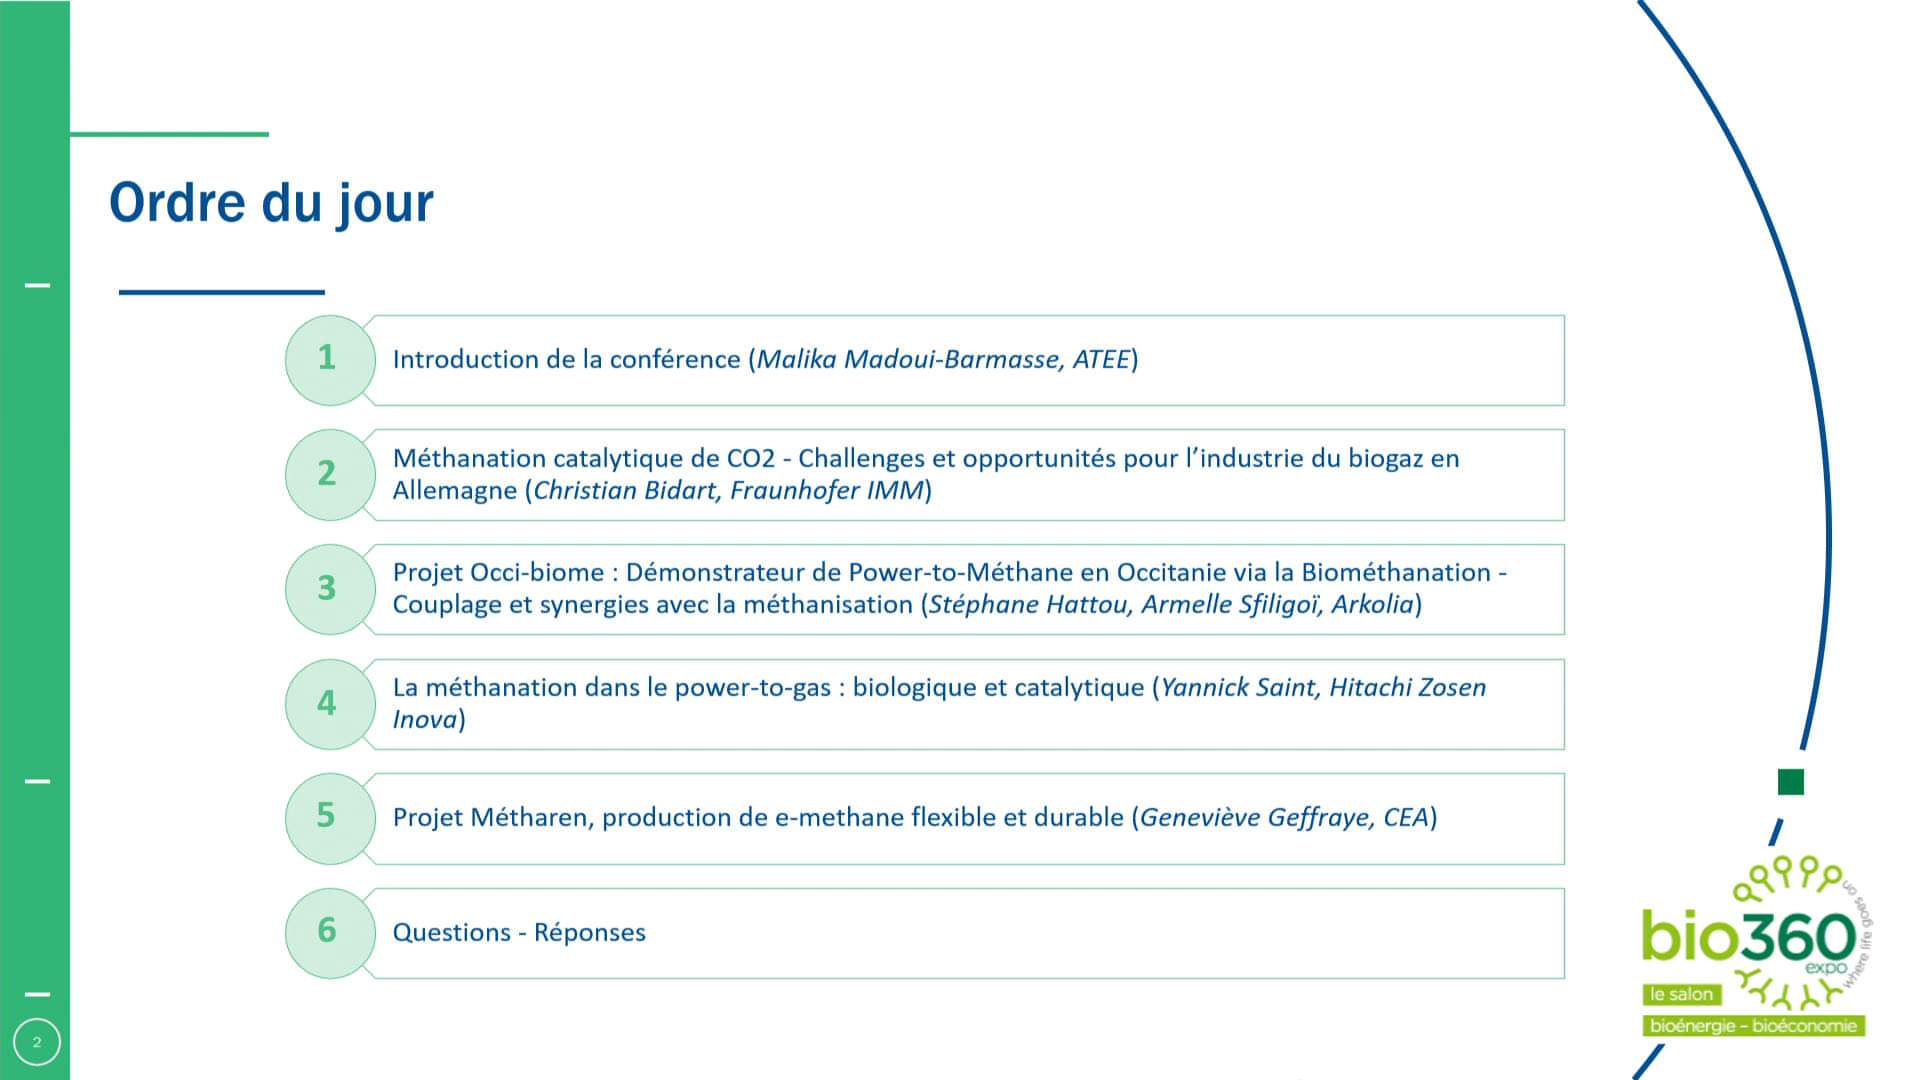 Ordre du jour
1
Introduction de la conférence (Malika Madoui-Barmasse, ATEE)
2
Méthanation catalytique de CO2 - Challenges et opportunités pour l’industrie du biogaz en
Allemagne (Christian Bidart, Fraunhofer IMM)
3
Projet Occi-biome : Démonstrateur de Power-to-Méthane en Occitanie via la Biométhanation -
Couplage et synergies avec la méthanisation (Stéphane Hattou, Armelle Sfiligoï, Arkolia)
4
La méthanation dans le power-to-gas : biologique et catalytique (Yannick Saint, Hitachi Zosen
Inova)
5
Projet Métharen, production de e-methane flexible et durable (Geneviève Geffraye, CEA)
6
Questions - Réponses
bio360
expo
where life goes on
le salon
bioénergie - bioéconomie
2